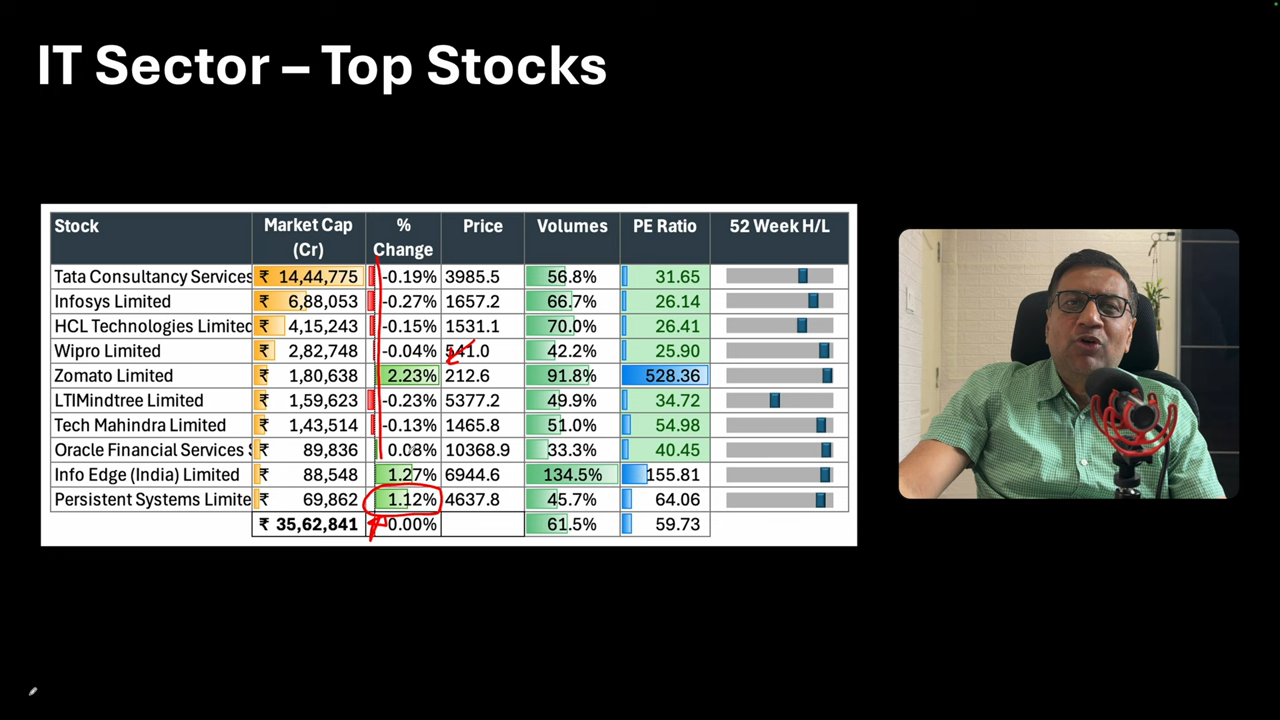 IT Sector – Top Stocks
Stock Market Cap (Cr) % Change Price Volumes PE Ratio 52 Week H/L
Tata Consultancy Services ₹ 14,44,775 -0.19% 3985.5 56.8% 31.65
Infosys Limited ₹ 6,88,053 -0.27% 1657.2 66.7% 26.14
HCL Technologies Limited ₹ 4,15,243 -0.15% 1531.1 70.0% 26.41
Wipro Limited ₹ 2,82,748 -0.04% 541.0 42.2% 25.90
Zomato Limited ₹ 1,80,638 2.23% 212.6 91.8% 528.36
LTIMindtree Limited ₹ 1,59,623 -0.23% 5377.2 49.9% 34.72
Tech Mahindra Limited ₹ 1,43,514 -0.13% 1465.8 51.0% 54.98
Oracle Financial Services S ₹ 89,836 0.08% 10368.9 33.3% 40.45
Info Edge (India) Limited ₹ 88,548 1.27% 6944.6 134.5% 155.81
Persistent Systems Limite ₹ 69,862 1.12% 4637.8 45.7% 64.06
₹ 35,62,841 0.00% 61.5% 59.73